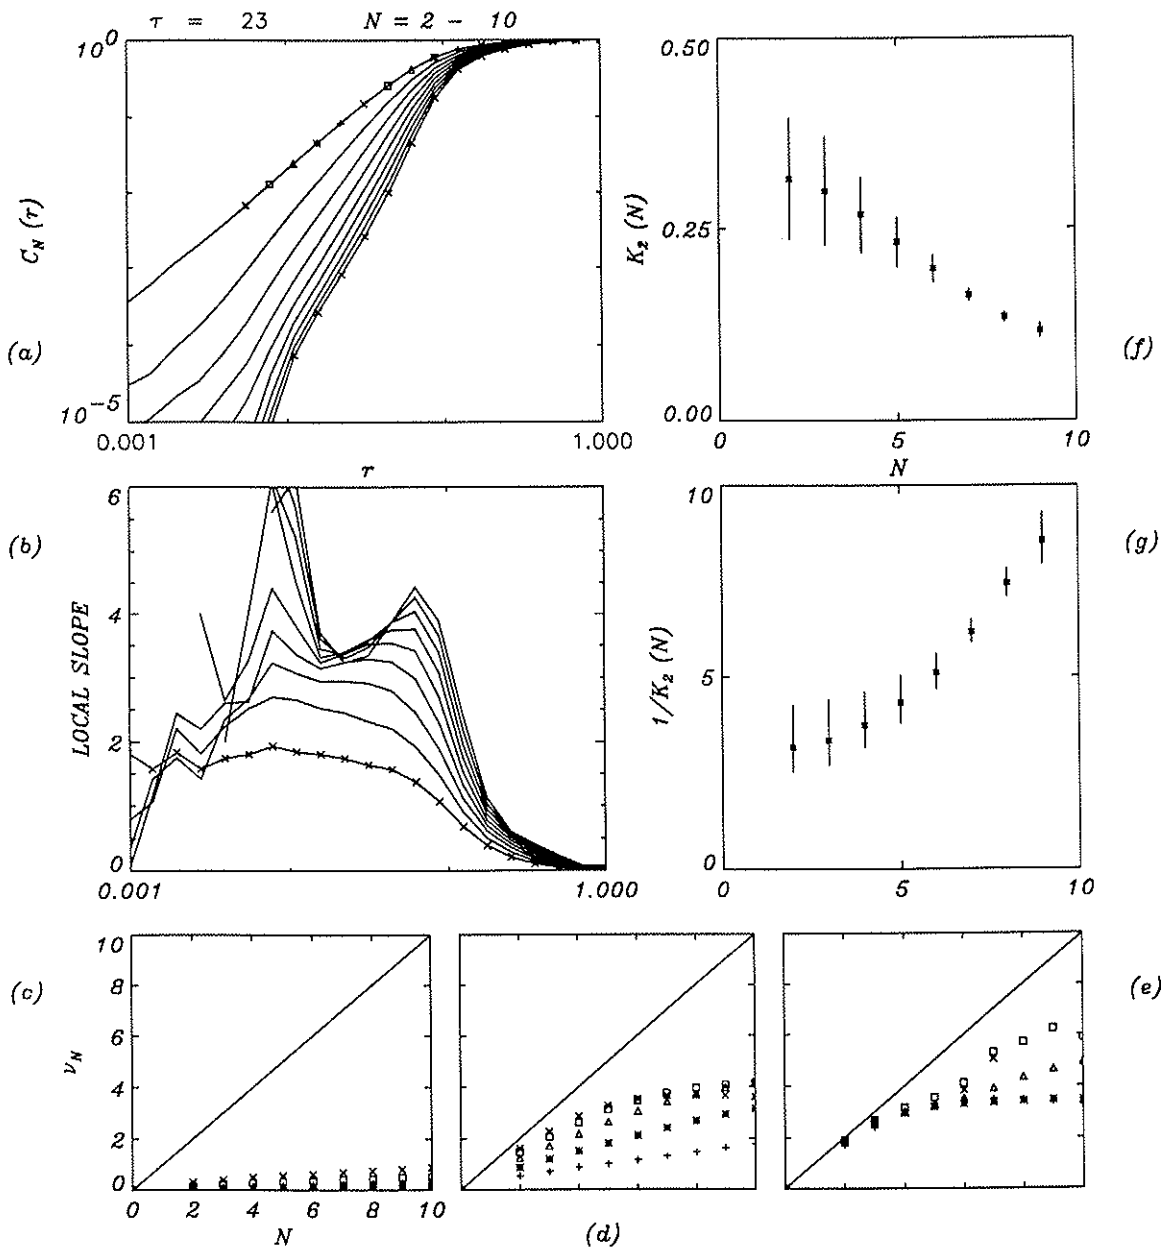 τ = 23 N = 2 - 10
10^0
C_N (r)
(a)
10^-5
0.001 1.000
r
0.50
K_2 (N)
0.25
(f)
0.00
0 5 10
N
6
(b)
LOCAL SLOPE
4
2
0
0.001 1.000
10
(g)
1/K_2 (N)
5
0
0 5 10
10
8
(c)
6
ν_N
4
2
0
0 2 4 6 8 10
N
(d)
(e)